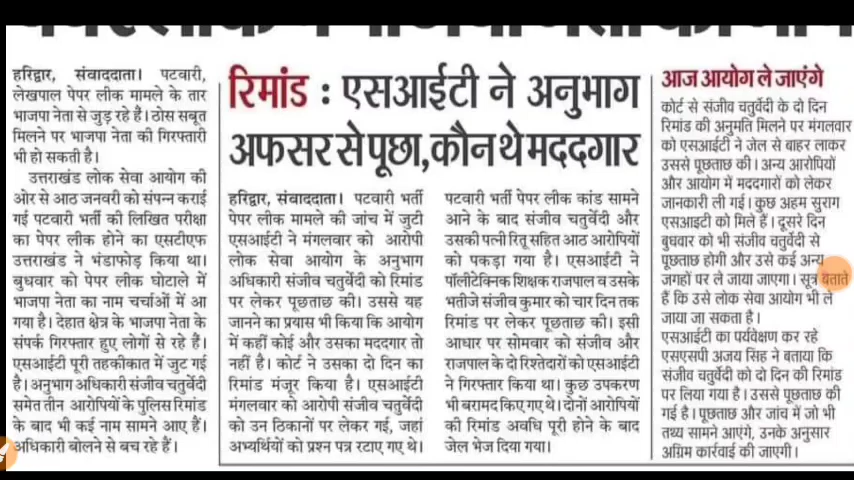 हरिद्वार, संवाददाता। पटवारी,
लेखपाल पेपर लीक मामले के तार
भाजपा नेता से जुड़ रहे हैं। ठोस सबूत
मिलने पर भाजपा नेता की गिरफ्तारी
भी हो सकती है।
उत्तराखंड लोक सेवा आयोग की
ओर से आठ जनवरी को संपन्न कराई
गई पटवारी भर्ती की लिखित परीक्षा
का पेपर लीक होने का एसटीएफ
उत्तराखंड ने भंडाफोड़ किया था।
बुधवार को पेपर लीक घोटाले में
भाजपा नेता का नाम चर्चाओं में आ
गया है। देहात क्षेत्र के भाजपा नेता के
संपर्क गिरफ्तार हुए लोगों से रहे हैं।
एसआईटी पूरी तहकीकात में जुट गई
है। अनुभाग अधिकारी संजीव चतुर्वेदी
समेत तीन आरोपियों के पुलिस रिमांड
के बाद भी कई नाम सामने आए हैं।
अधिकारी बोलने से बच रहे हैं।
रिमांड : एसआईटी ने अनुभाग
अफसर से पूछा, कौन थे मददगार
हरिद्वार, संवाददाता। पटवारी भर्ती
पेपर लीक मामले की जांच में जुटी
एसआईटी ने मंगलवार को आरोपी
लोक सेवा आयोग के अनुभाग
अधिकारी संजीव चतुर्वेदी को रिमांड
पर लेकर पूछताछ की। उससे यह
जानने का प्रयास भी किया कि आयोग
में कहीं कोई और उसका मददगार तो
नहीं है। कोर्ट ने उसका दो दिन का
रिमांड मंजूर किया है। एसआईटी
मंगलवार को आरोपी संजीव चतुर्वेदी
को उन ठिकानों पर लेकर गई, जहां
अभ्यर्थियों को प्रश्न पत्र रटाए गए थे।
पटवारी भर्ती पेपर लीक कांड सामने
आने के बाद संजीव चतुर्वेदी और
उसकी पत्नी रितू सहित आठ आरोपियों
को पकड़ा गया है। एसआईटी ने
पॉलीटेक्निक शिक्षक राजपाल व उसके
भतीजे संजीव कुमार को चार दिन तक
रिमांड पर लेकर पूछताछ की। इसी
आधार पर सोमवार को संजीव और
राजपाल के दो रिश्तेदारों को एसआईटी
ने गिरफ्तार किया था। कुछ उपकरण
भी बरामद किए गए थे। दोनों आरोपियों
की रिमांड अवधि पूरी होने के बाद
जेल भेज दिया गया।
आज आयोग ले जाएंगे
कोर्ट से संजीव चतुर्वेदी के दो दिन
रिमांड की अनुमति मिलने पर मंगलवार
को एसआईटी ने जेल से बाहर लाकर
उससे पूछताछ की। अन्य आरोपियों
और आयोग में मददगारों को लेकर
जानकारी ली गई। कुछ अहम सुराग
एसआइटी को मिले हैं। दूसरे दिन
बुधवार को भी संजीव चतुर्वेदी से
पूछताछ होगी और उसे कई अन्य
जगहों पर ले जाया जाएगा। सूत्र बताते
हैं कि उसे लोक सेवा आयोग भी ले
जाया जा सकता है।
एसआईटी का पर्यवेक्षण कर रहे
एसएसपी अजय सिंह ने बताया कि
संजीव चतुर्वेदी को दो दिन की रिमांड
पर लिया गया है। उससे पूछताछ की
गई है। पूछताछ और जांच में जो भी
तथ्य सामने आएंगे, उनके अनुसार
अग्रिम कार्रवाई की जाएगी।